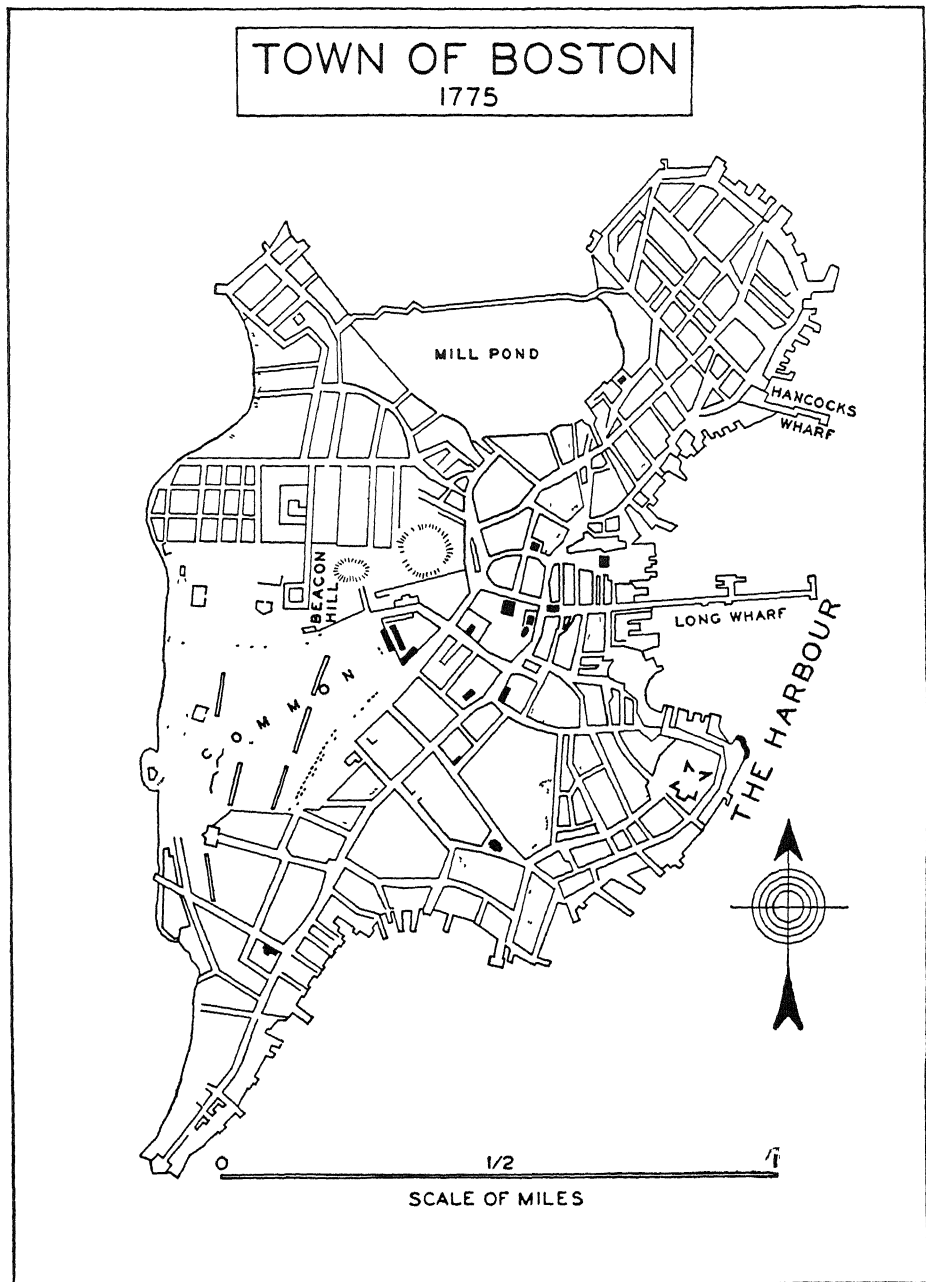 TOWN OF BOSTON
1775
MILL POND
HANCOCKS
WHARF
BEACON
HILL
LONG WHARF
COMMON
THE HARBOUR
0 1/2 1
SCALE OF MILES